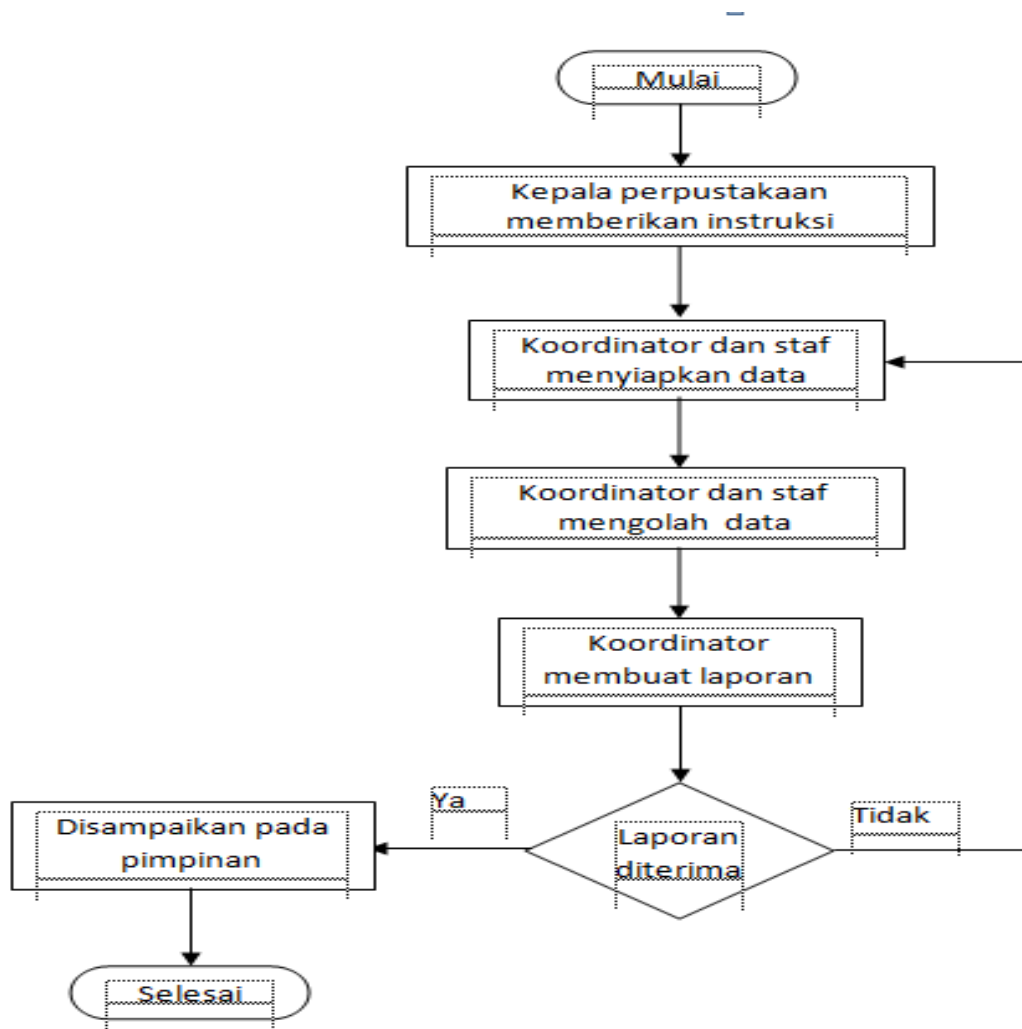 Mulai
Kepala perpustakaan
memberikan instruksi
Koordinator dan staf
menyiapkan data
Koordinator dan staf
mengolah  data
Koordinator
membuat laporan
Ya
Tidak
Laporan
diterima
Disampaikan pada
pimpinan
Selesai